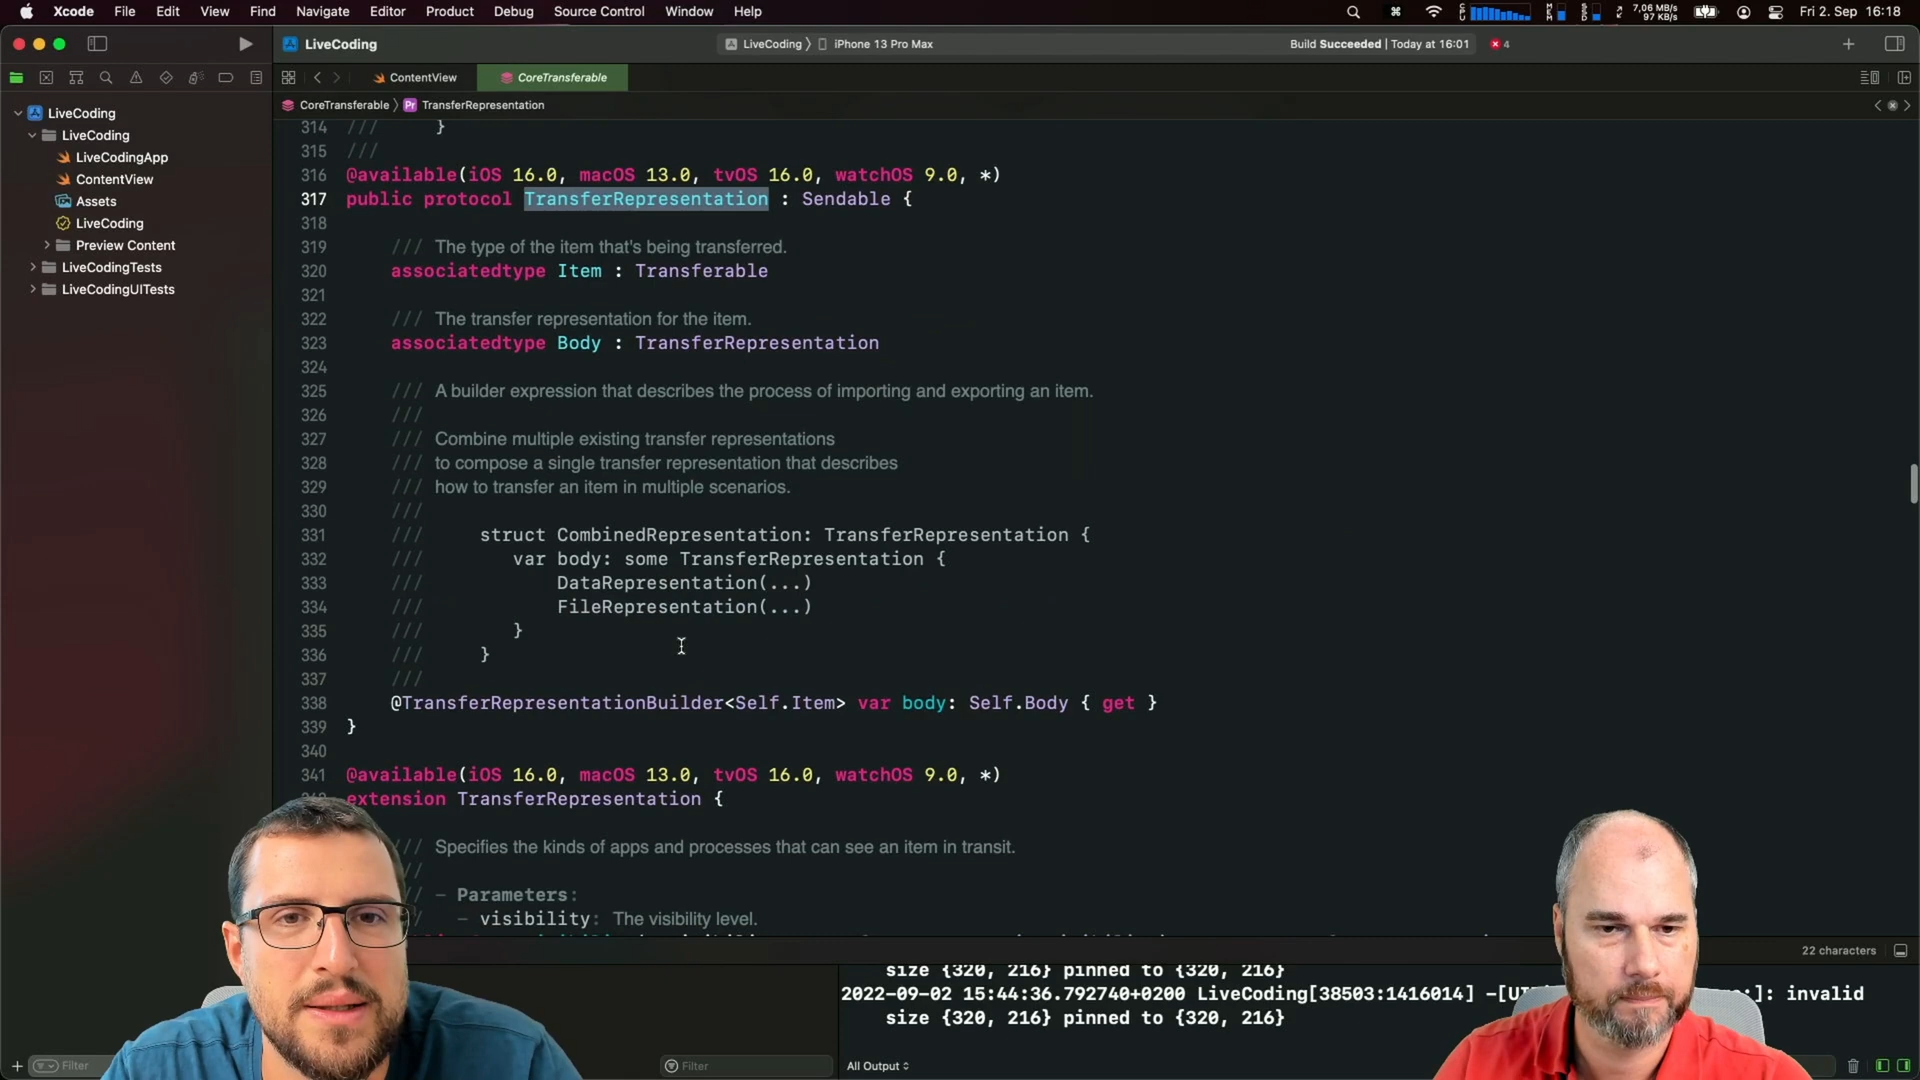 Xcode File Edit View Find Navigate Editor Product Debug Source Control Window Help 7,06 MB/s 97 KB/s Fri 2. Sep 16:18
LiveCoding LiveCoding iPhone 13 Pro Max Build Succeeded | Today at 16:01 4
ContentView CoreTransferable
CoreTransferable TransferRepresentation
LiveCoding
LiveCoding
LiveCodingApp
ContentView
Assets
LiveCoding
Preview Content
LiveCodingTests
LiveCodingUITests
314 /// }
315 ///
316 @available(iOS 16.0, macOS 13.0, tvOS 16.0, watchOS 9.0, *)
317 public protocol TransferRepresentation : Sendable {
318
319 /// The type of the item that's being transferred.
320 associatedtype Item : Transferable
321
322 /// The transfer representation for the item.
323 associatedtype Body : TransferRepresentation
324
325 /// A builder expression that describes the process of importing and exporting an item.
326 ///
327 /// Combine multiple existing transfer representations
328 /// to compose a single transfer representation that describes
329 /// how to transfer an item in multiple scenarios.
330 ///
331 /// struct CombinedRepresentation: TransferRepresentation {
332 /// var body: some TransferRepresentation {
333 /// DataRepresentation(...)
334 /// FileRepresentation(...)
335 /// }
336 /// }
337 ///
338 @TransferRepresentationBuilder<Self.Item> var body: Self.Body { get }
339 }
340
341 @available(iOS 16.0, macOS 13.0, tvOS 16.0, watchOS 9.0, *)
extension TransferRepresentation {
/// Specifies the kinds of apps and processes that can see an item in transit.
//
// - Parameters:
// - visibility: The visibility level.
22 characters
size {320, 216} pinned to {320, 216}
2022-09-02 15:44:36.792740+0200 LiveCoding[38503:1416014] -[U :]: invalid
size {320, 216} pinned to {320, 216}
Filter Filter All Output